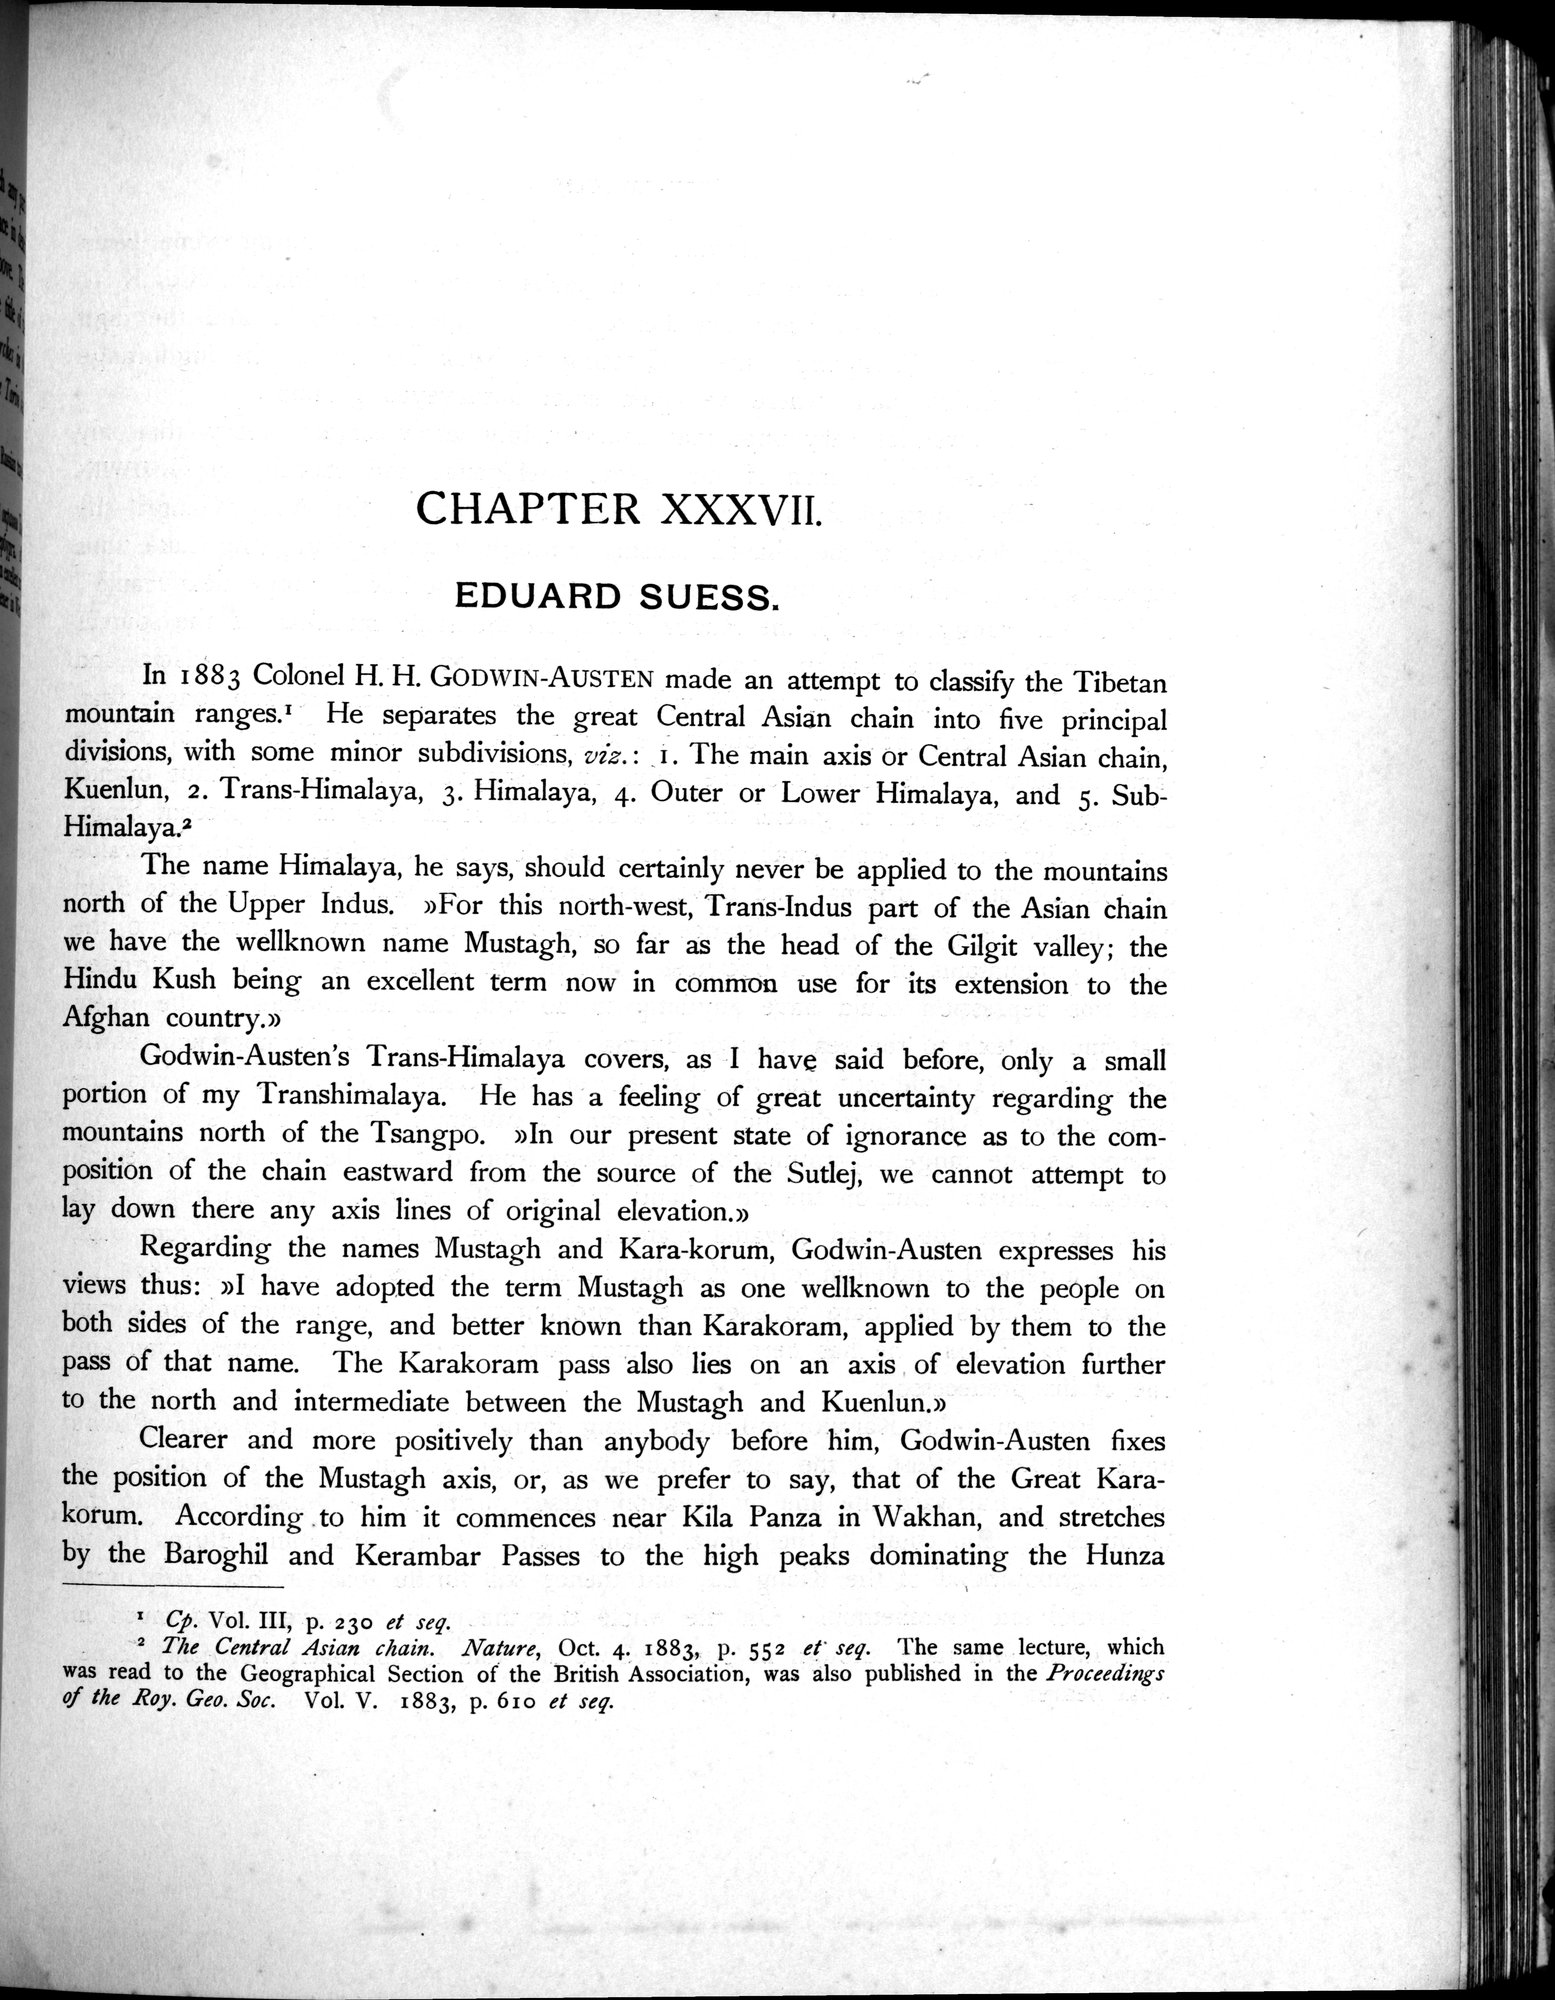 CHAPTER XXXVII.
EDUARD SUESS.
In 1883 Colonel H. H. GODWIN-AUSTEN made an attempt to classify the Tibetan
mountain ranges.¹ He separates the great Central Asian chain into five principal
divisions, with some minor subdivisions, viz.: 1. The main axis or Central Asian chain,
Kuenlun, 2. Trans-Himalaya, 3. Himalaya, 4. Outer or Lower Himalaya, and 5. Sub-
Himalaya.²
The name Himalaya, he says, should certainly never be applied to the mountains
north of the Upper Indus. »For this north-west, Trans-Indus part of the Asian chain
we have the wellknown name Mustagh, so far as the head of the Gilgit valley; the
Hindu Kush being an excellent term now in common use for its extension to the
Afghan country.»
Godwin-Austen's Trans-Himalaya covers, as I have said before, only a small
portion of my Transhimalaya. He has a feeling of great uncertainty regarding the
mountains north of the Tsangpo. »In our present state of ignorance as to the com-
position of the chain eastward from the source of the Sutlej, we cannot attempt to
lay down there any axis lines of original elevation.»
Regarding the names Mustagh and Kara-korum, Godwin-Austen expresses his
views thus: »I have adopted the term Mustagh as one wellknown to the people on
both sides of the range, and better known than Karakoram, applied by them to the
pass of that name. The Karakoram pass also lies on an axis of elevation further
to the north and intermediate between the Mustagh and Kuenlun.»
Clearer and more positively than anybody before him, Godwin-Austen fixes
the position of the Mustagh axis, or, as we prefer to say, that of the Great Kara-
korum. According to him it commences near Kila Panza in Wakhan, and stretches
by the Baroghil and Kerambar Passes to the high peaks dominating the Hunza
¹ Cp. Vol. III, p. 230 et seq.
² The Central Asian chain. Nature, Oct. 4. 1883, p. 552 et seq. The same lecture, which
was read to the Geographical Section of the British Association, was also published in the Proceedings
of the Roy. Geo. Soc. Vol. V. 1883, p. 610 et seq.